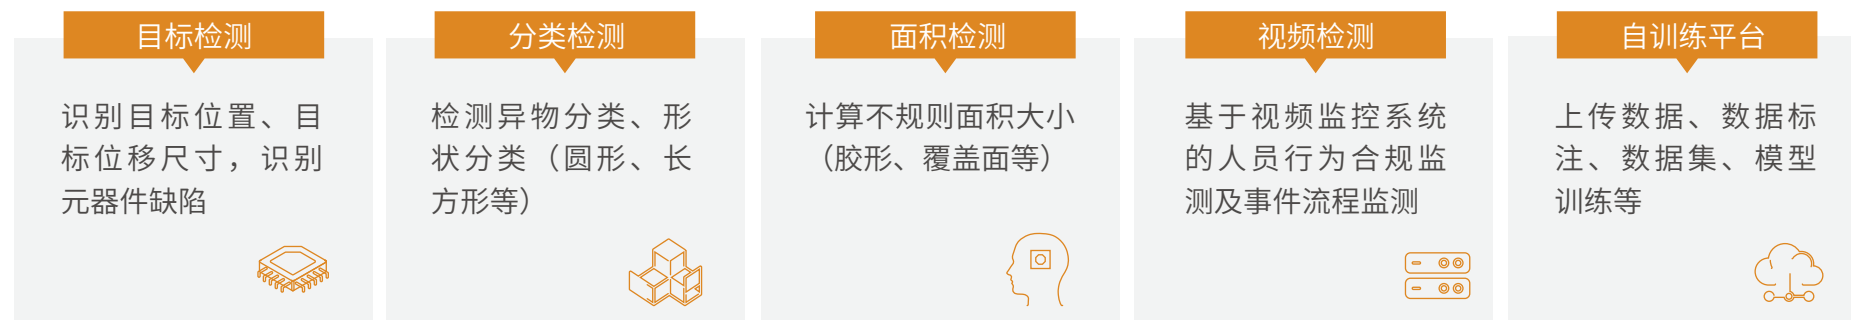 目标检测
识别目标位置、目
标位移尺寸，识别
元器件缺陷
分类检测
检测异物分类、形
状分类（圆形、长
方形等）
面积检测
计算不规则面积大小
（胶形、覆盖面等）
视频检测
基于视频监控系统
的人员行为合规监
测及事件流程监测
自训练平台
上传数据、数据标
注、数据集、模型
训练等